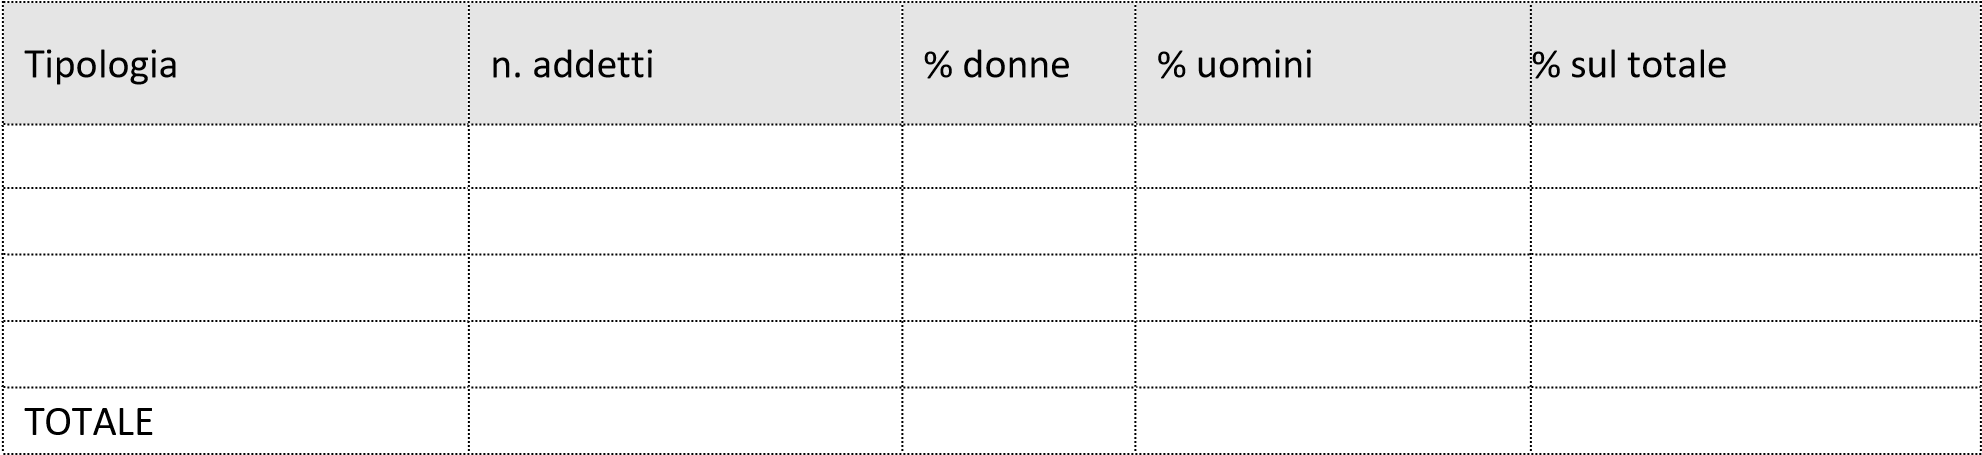 Tipologia n. addetti % donne % uomini % sul totale
TOTALE